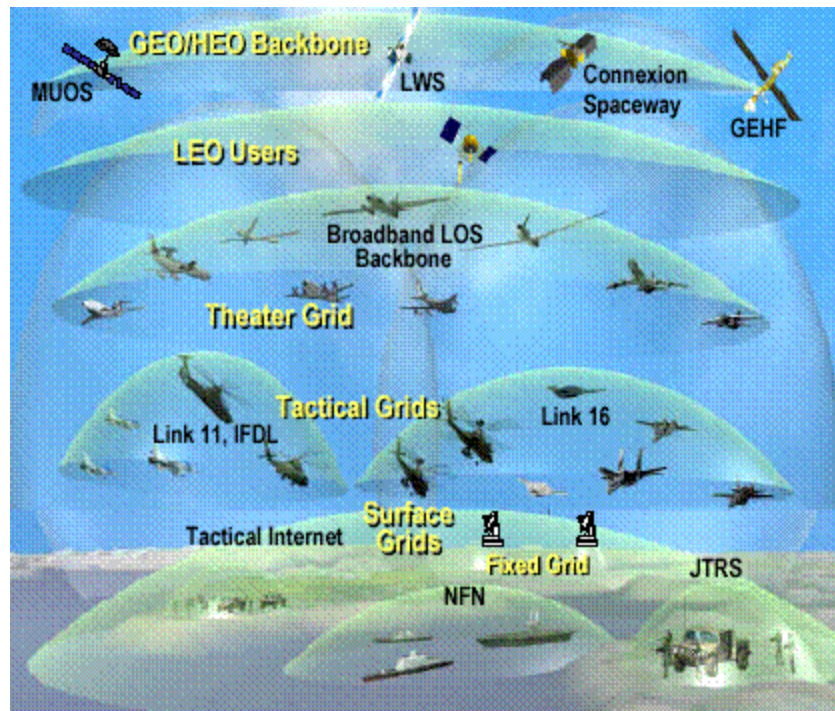 GEO/HEO Backbone
MUOS
LWS
Connexion
Spaceway
GEHF
LEO Users
Broadband LOS
Backbone
Theater Grid
Tactical Grids
Link 11, IFDL
Link 16
Surface
Grids
Tactical Internet
Fixed Grid
JTRS
NFN